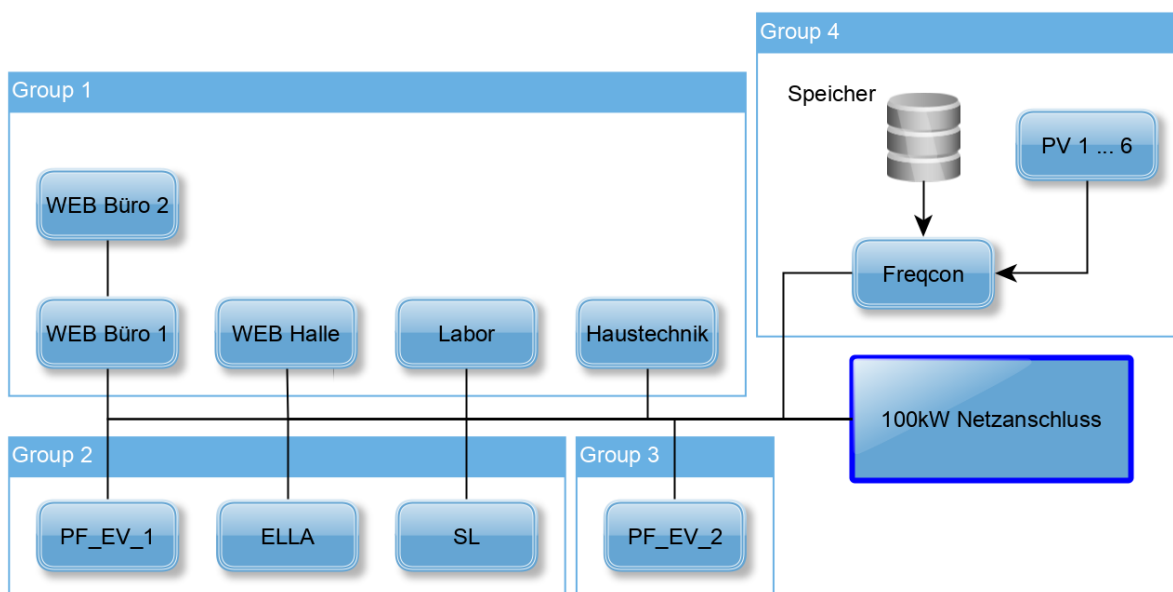 Group 4
Speicher
PV 1 ... 6
Freqcon
Group 1
WEB Büro 2
WEB Büro 1
WEB Halle
Labor
Haustechnik
100kW Netzanschluss
Group 2
PF_EV_1
ELLA
SL
Group 3
PF_EV_2